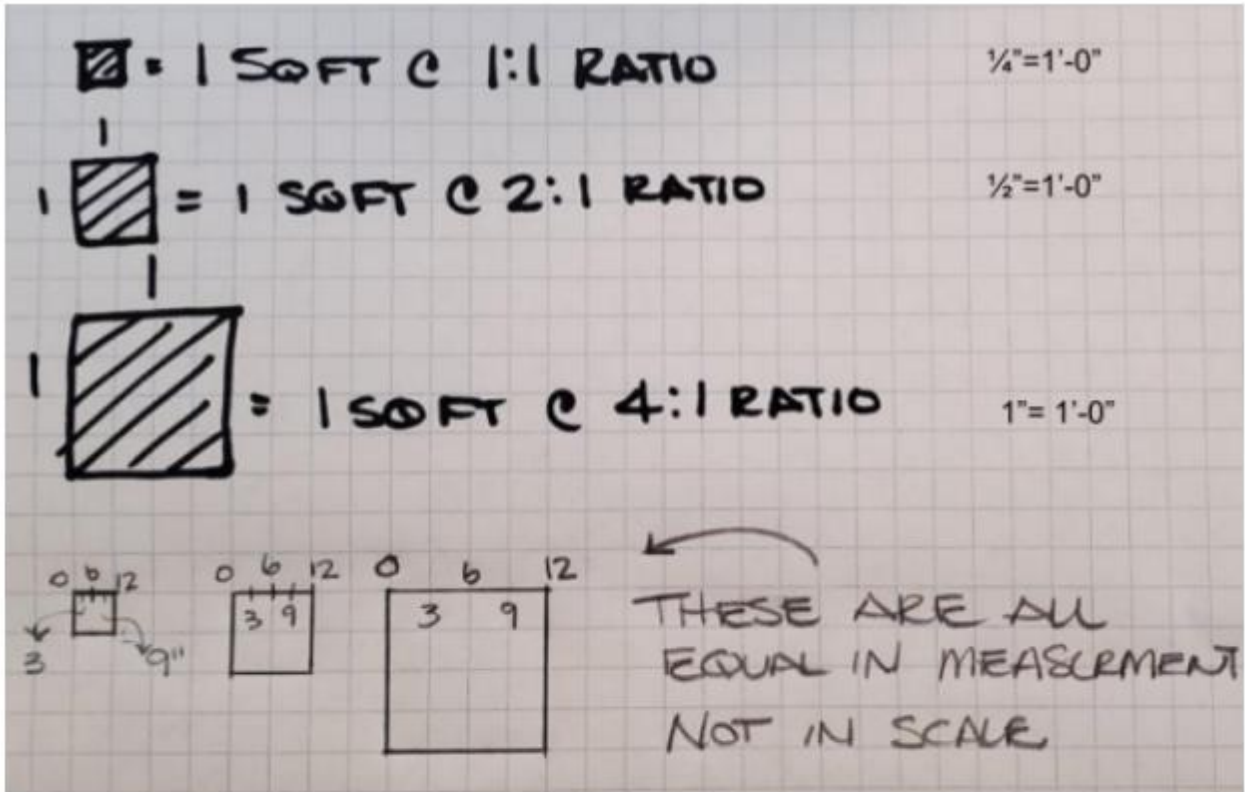 = 1 SQFT @ 1:1 RATIO
¼"=1'-0"
1
1 = 1 SQFT @ 2:1 RATIO
½"=1'-0"
1
1 = 1 SQFT @ 4:1 RATIO
1"= 1'-0"
0 6 12
3 9"
0 6 12
3 9
0 6 12
3 9
THESE ARE ALL
EQUAL IN MEASURMENT
NOT IN SCALE